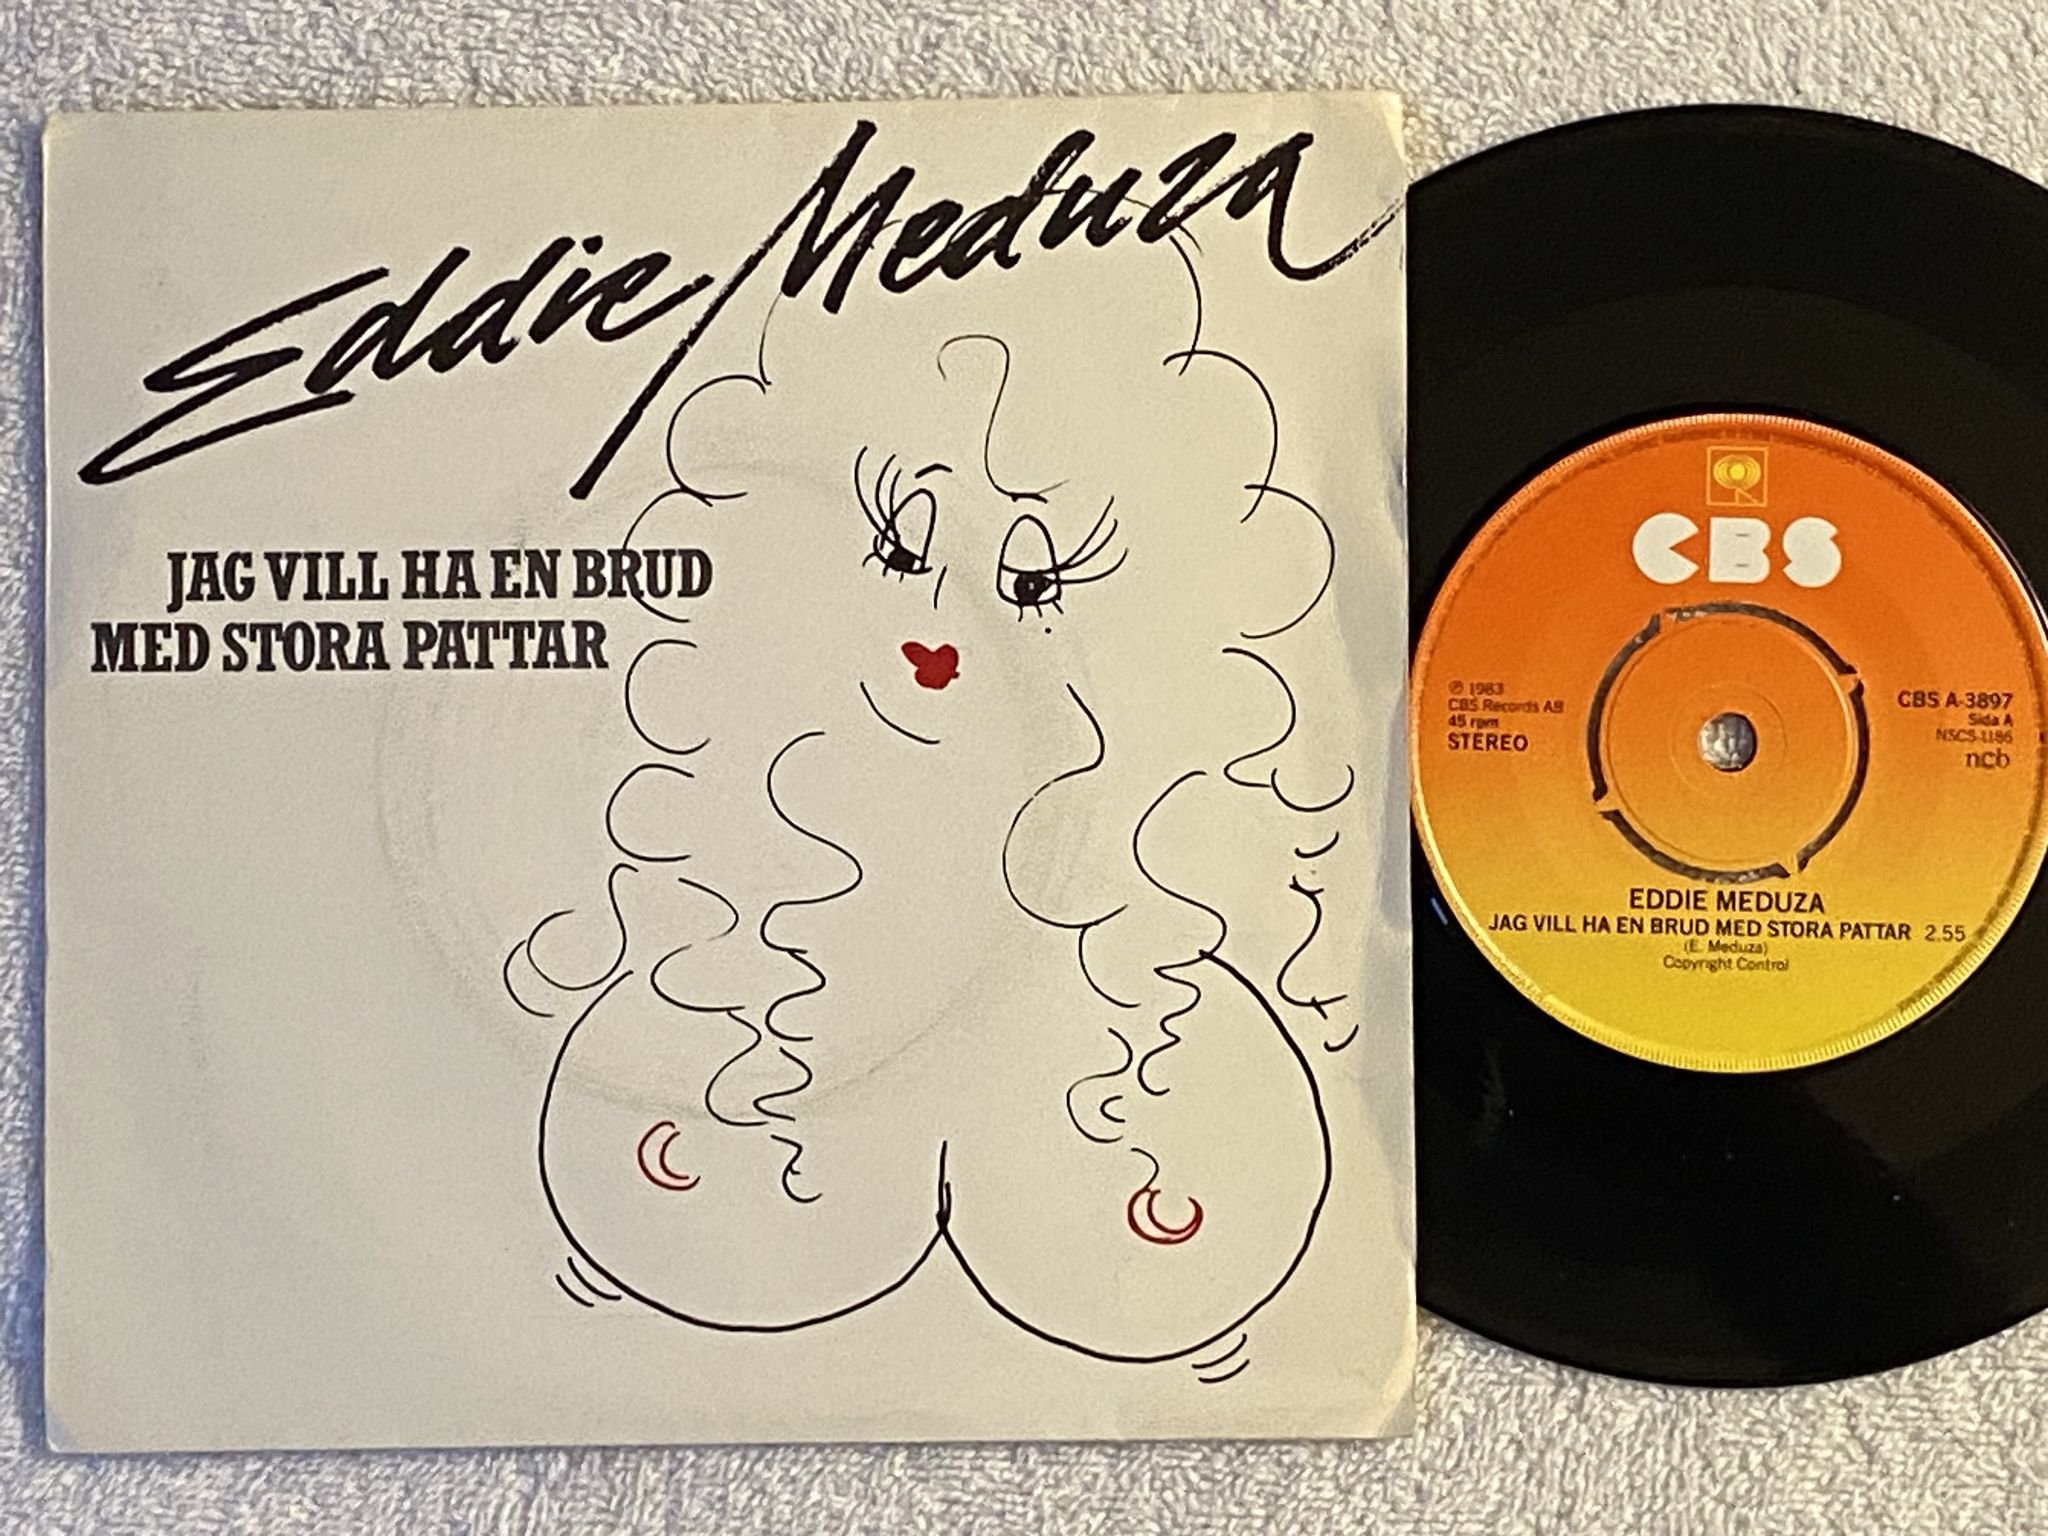 Eddie Meduza
JAG VILL HA EN BRUD
MED STORA PATTAR
CBS
℗ 1983
CBS Records AB
45 rpm
STEREO
CBS A-3897
Sida A
NSCS-1186
ncb
EDDIE MEDUZA
JAG VILL HA EN BRUD MED STORA PATTAR 2.55
(E. Meduza)
Copyright Control